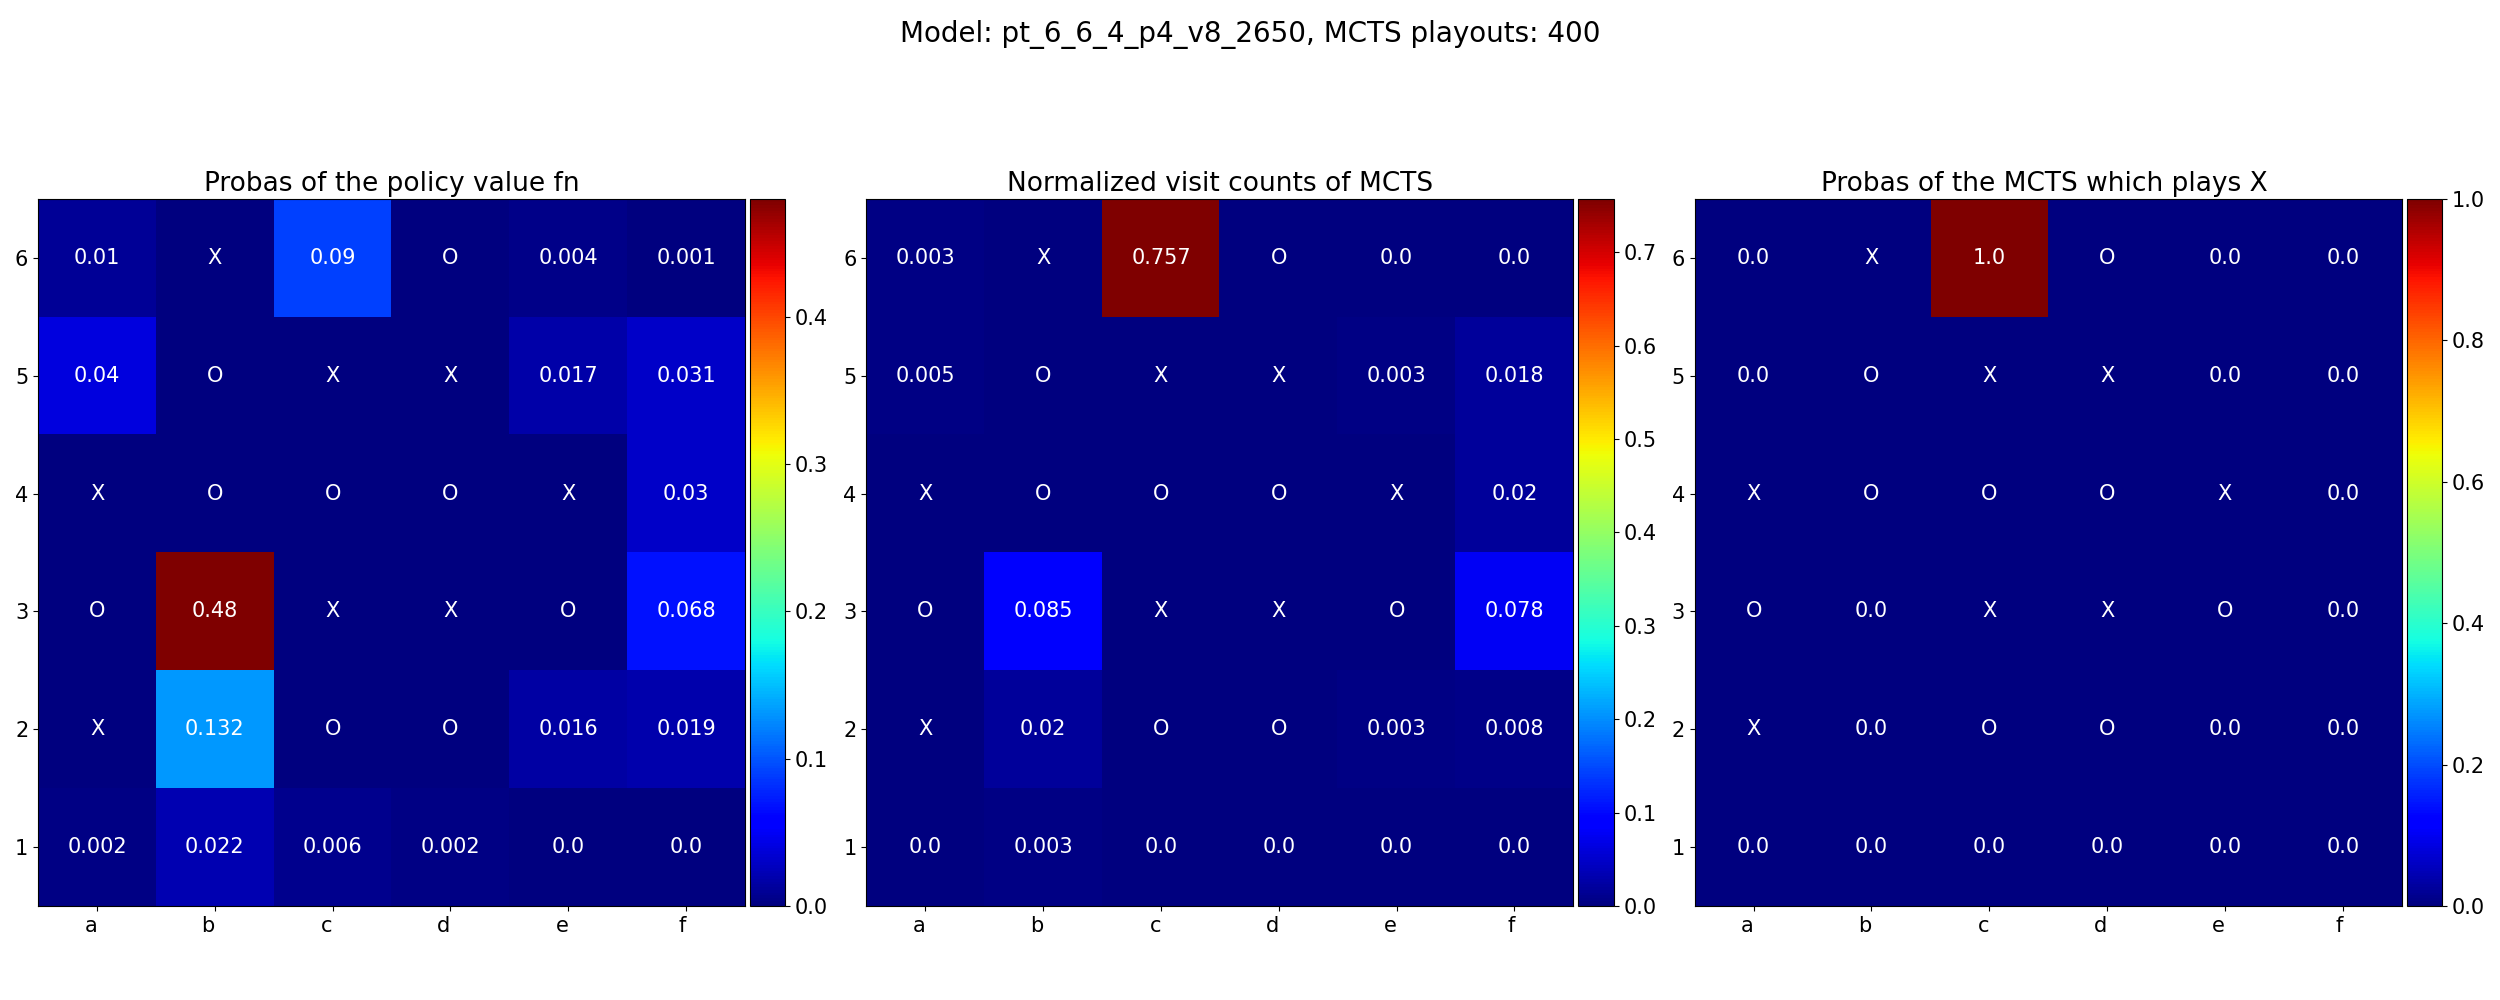 Model: pt_6_6_4_p4_v8_2650, MCTS playouts: 400
Probas of the policy value fn
6 0.01 X 0.09 O 0.004 0.001
5 0.04 O X X 0.017 0.031
4 X O O O X 0.03
3 O 0.48 X X O 0.068
2 X 0.132 O O 0.016 0.019
1 0.002 0.022 0.006 0.002 0.0 0.0
a b c d e f
0.4
0.3
0.2
0.1
0.0
Normalized visit counts of MCTS
6 0.003 X 0.757 O 0.0 0.0
5 0.005 O X X 0.003 0.018
4 X O O O X 0.02
3 O 0.085 X X O 0.078
2 X 0.02 O O 0.003 0.008
1 0.0 0.003 0.0 0.0 0.0 0.0
a b c d e f
0.7
0.6
0.5
0.4
0.3
0.2
0.1
0.0
Probas of the MCTS which plays X
6 0.0 X 1.0 O 0.0 0.0
5 0.0 O X X 0.0 0.0
4 X O O O X 0.0
3 O 0.0 X X O 0.0
2 X 0.0 O O 0.0 0.0
1 0.0 0.0 0.0 0.0 0.0 0.0
a b c d e f
1.0
0.8
0.6
0.4
0.2
0.0